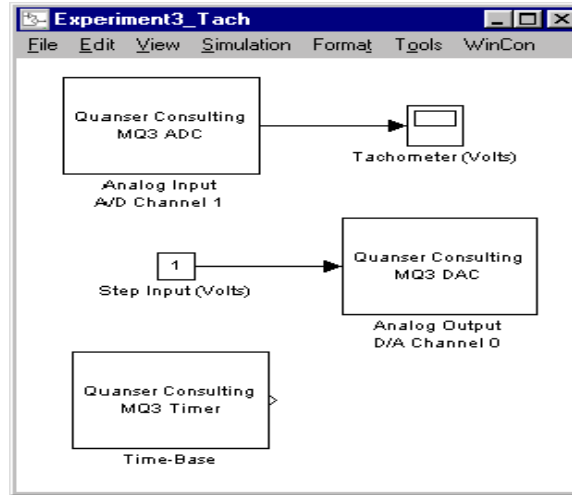 Experiment3_Tach
File Edit View Simulation Format Tools WinCon
Quanser Consulting
MQ3 ADC
Tachometer (Volts)
Analog Input
A/D Channel 1
1
Step Input (Volts)
Quanser Consulting
MQ3 DAC
Analog Output
D/A Channel 0
Quanser Consulting
MQ3 Timer
Time-Base